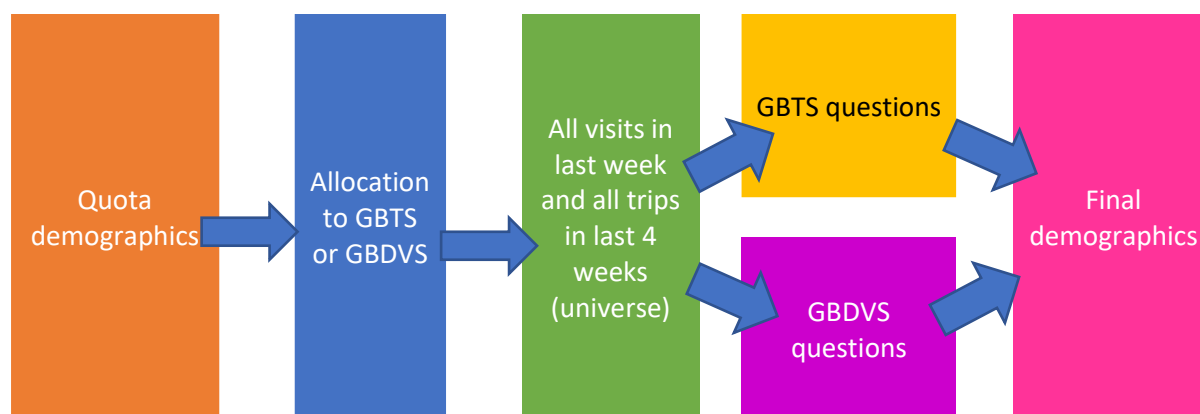 Quota
demographics
Allocation
to GBTS
or GBDVS
All visits in
last week
and all trips
in last 4
weeks
(universe)
GBTS questions
GBDVS
questions
Final
demographics